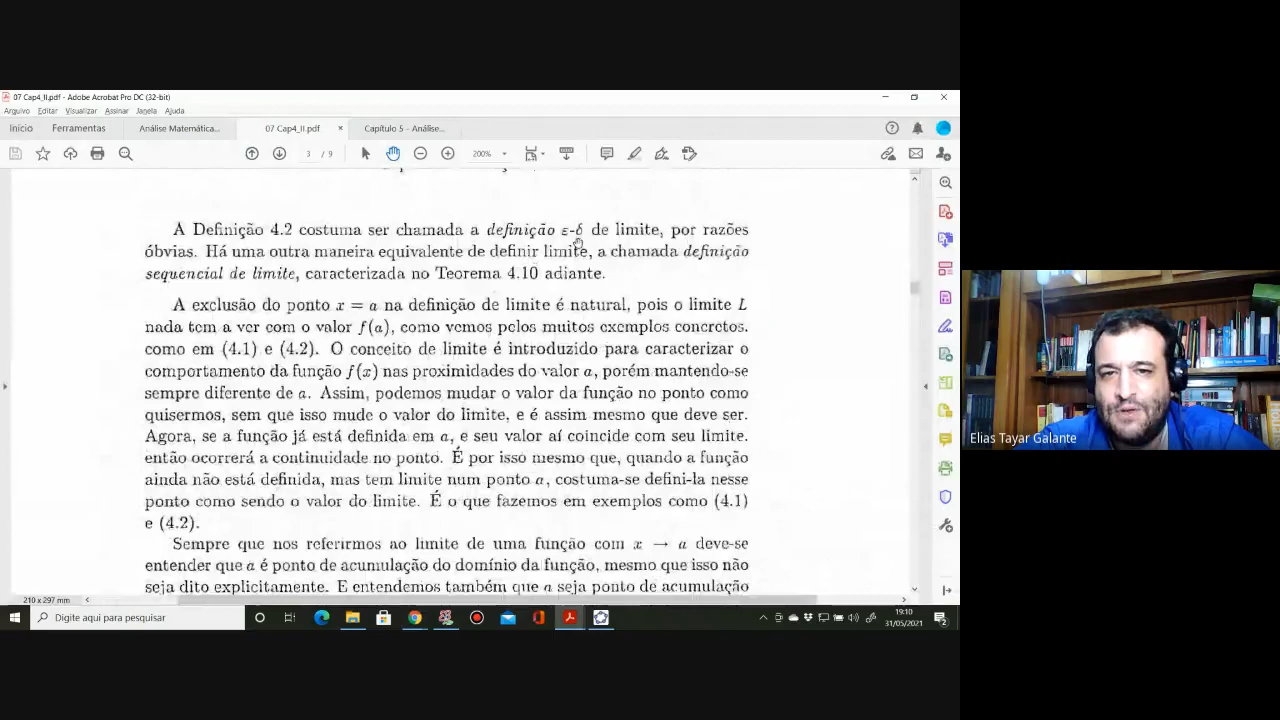 07 Cap4_II.pdf - Adobe Acrobat Pro DC (32-bit)
Arquivo Editar Visualizar Assinar Janela Ajuda
Início Ferramentas Análise Matemática... 07 Cap4_II.pdf × Capítulo 5 - Análise...
3 / 9 200%
A Definição 4.2 costuma ser chamada a definição ε-δ de limite, por razões
óbvias. Há uma outra maneira equivalente de definir limite, a chamada definição
sequencial de limite, caracterizada no Teorema 4.10 adiante.
A exclusão do ponto x = a na definição de limite é natural, pois o limite L
nada tem a ver com o valor f(a), como vemos pelos muitos exemplos concretos.
como em (4.1) e (4.2). O conceito de limite é introduzido para caracterizar o
comportamento da função f(x) nas proximidades do valor a, porém mantendo-se
sempre diferente de a. Assim, podemos mudar o valor da função no ponto como
quisermos, sem que isso mude o valor do limite, e é assim mesmo que deve ser.
Agora, se a função já está definida em a, e seu valor aí coincide com seu limite.
então ocorrerá a continuidade no ponto. É por isso mesmo que, quando a função
ainda não está definida, mas tem limite num ponto a, costuma-se defini-la nesse
ponto como sendo o valor do limite. É o que fazemos em exemplos como (4.1)
e (4.2).
Sempre que nos referirmos ao limite de uma função com x → a deve-se
entender que a é ponto de acumulação do domínio da função, mesmo que isso não
seja dito explicitamente. E entendemos também que a seja ponto de acumulação
210 x 297 mm
Digite aqui para pesquisar
19:10
31/05/2021
2
Elias Tayar Galante